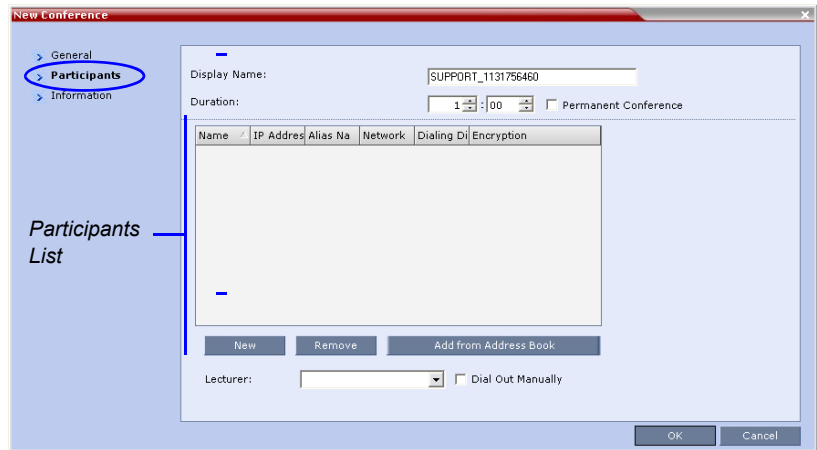 New Conference x
General
Participants
Information
Display Name: SUPPORT_1131756460
Duration: 1 : 00 Permanent Conference
Name IP Addres Alias Na Network Dialing Di Encryption
Participants
List
New Remove Add from Address Book
Lecturer: Dial Out Manually
OK Cancel